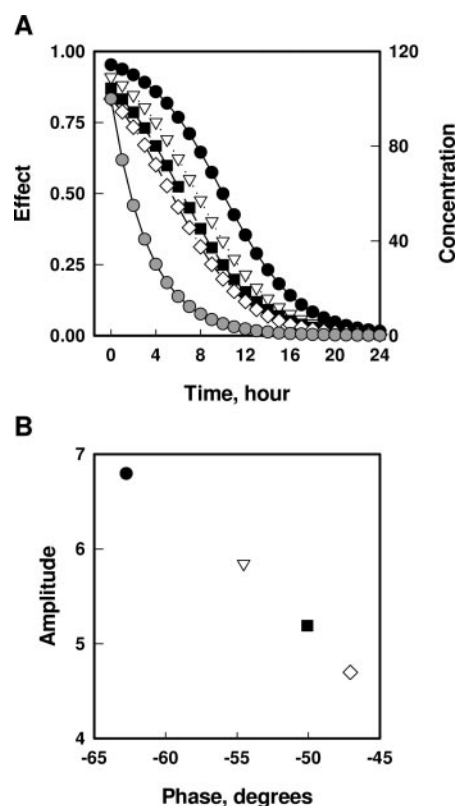 A
1.00
0.75
0.50
0.25
0.00
Effect
120
80
40
0
Concentration
0 4 8 12 16 20 24
Time, hour
B
7
6
5
4
Amplitude
-65 -60 -55 -50 -45
Phase, degrees